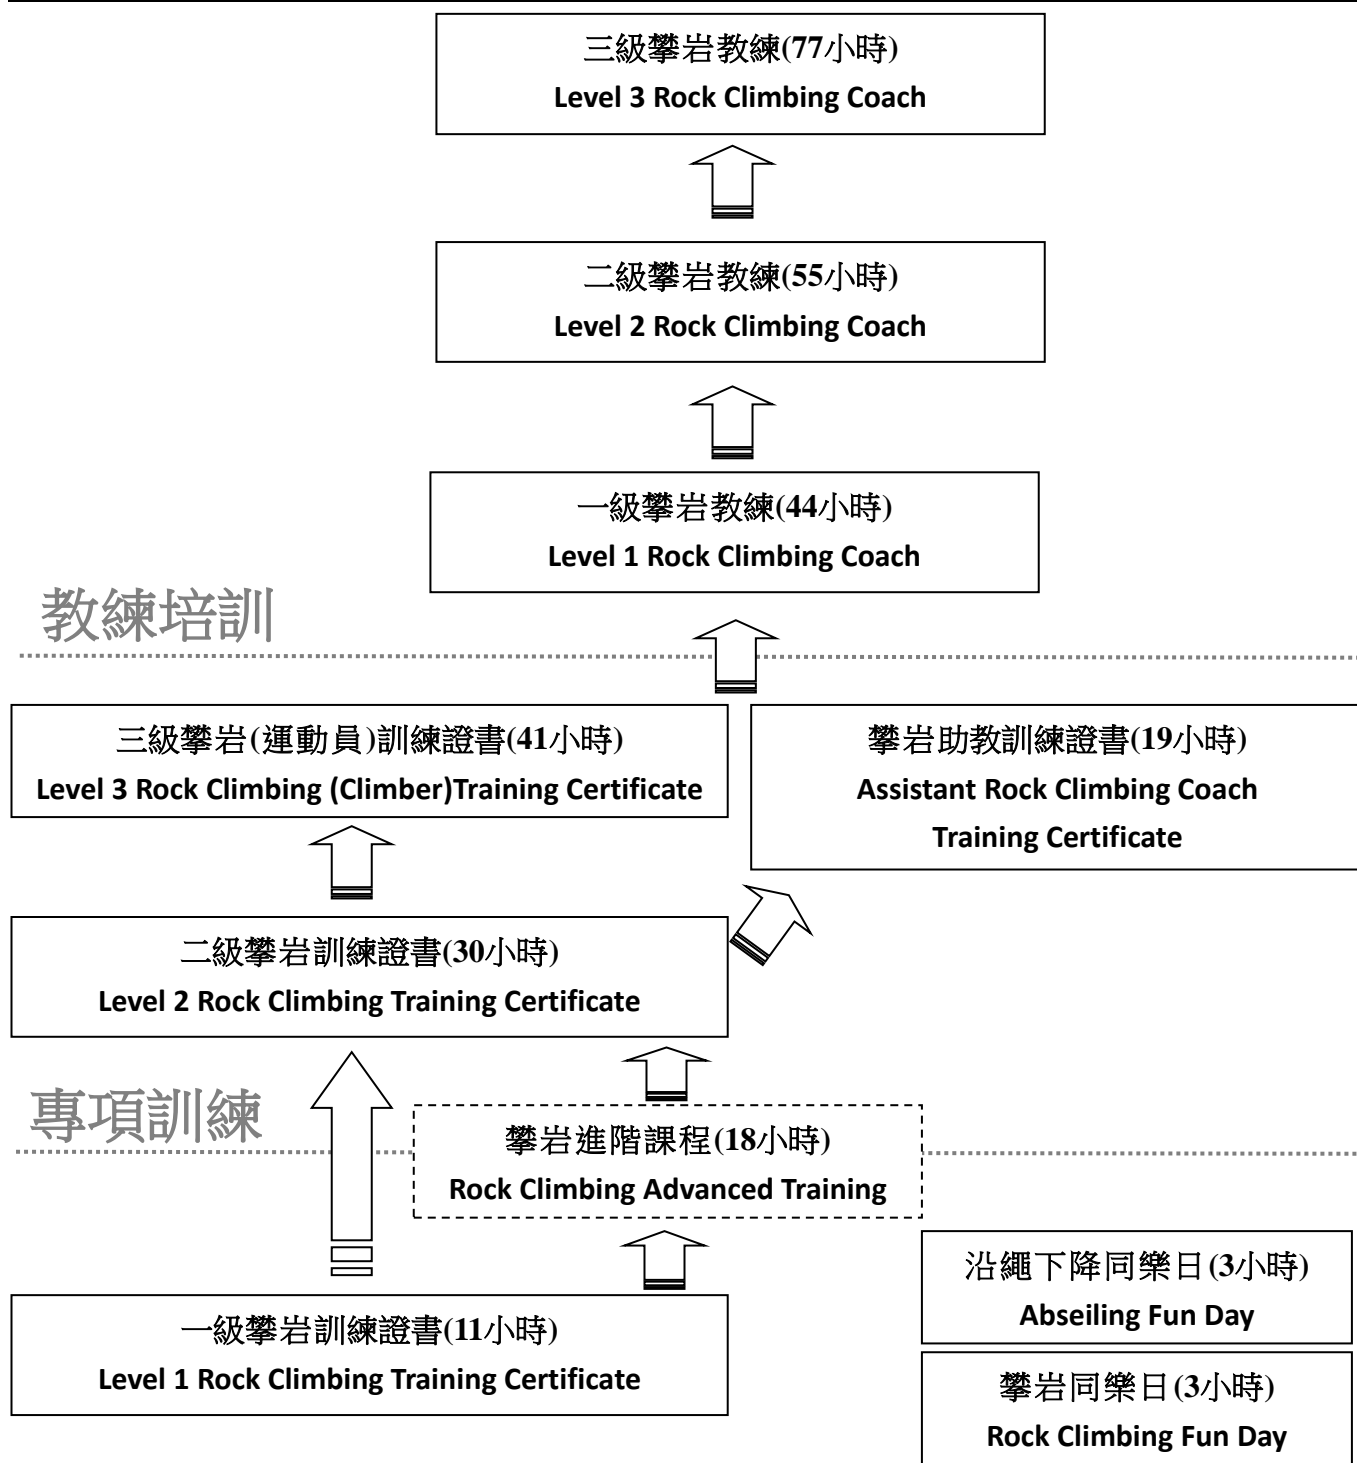 三級攀岩教練(77小時)
Level 3 Rock Climbing Coach
二級攀岩教練(55小時)
Level 2 Rock Climbing Coach
一級攀岩教練(44小時)
Level 1 Rock Climbing Coach
教練培訓
三級攀岩(運動員)訓練證書(41小時)
Level 3 Rock Climbing (Climber)Training Certificate
攀岩助教訓練證書(19小時)
Assistant Rock Climbing Coach
Training Certificate
二級攀岩訓練證書(30小時)
Level 2 Rock Climbing Training Certificate
專項訓練
攀岩進階課程(18小時)
Rock Climbing Advanced Training
沿繩下降同樂日(3小時)
Abseiling Fun Day
一級攀岩訓練證書(11小時)
Level 1 Rock Climbing Training Certificate
攀岩同樂日(3小時)
Rock Climbing Fun Day